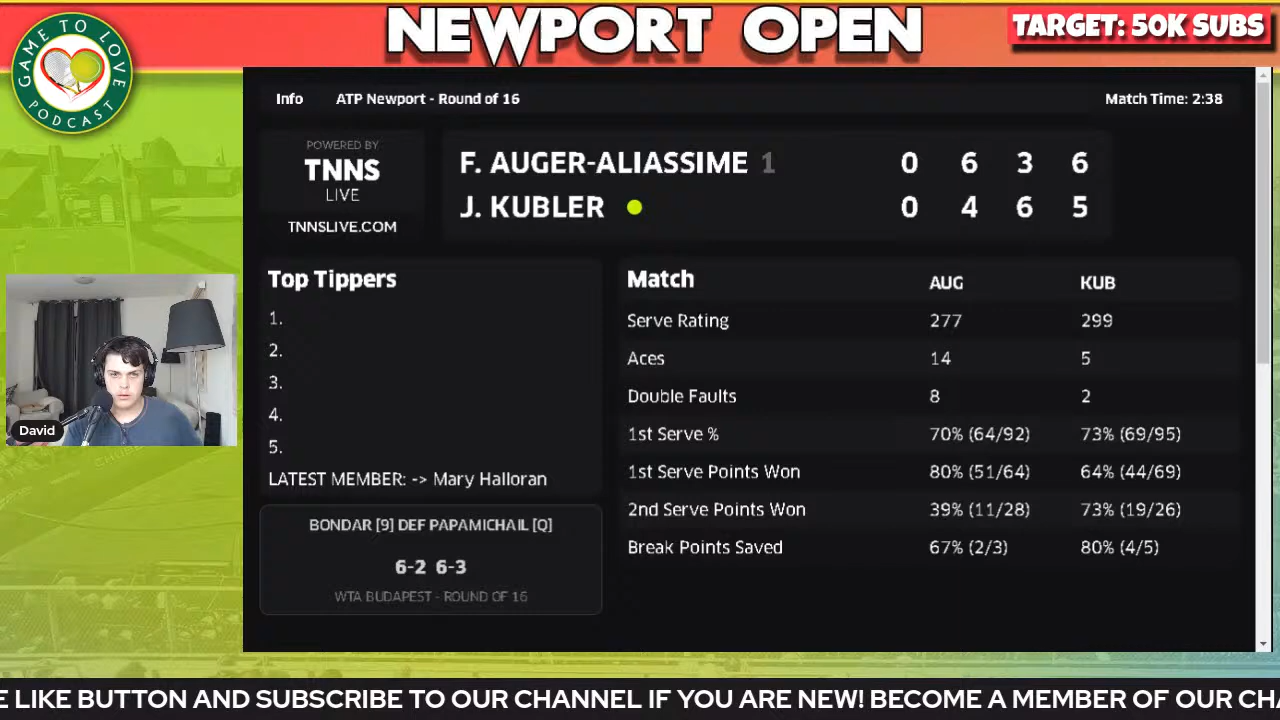 NEWPORT OPEN
TARGET: 50K SUBS
GAME TO LOVE
PODCAST
Info ATP Newport - Round of 16 Match Time: 2:38
POWERED BY
TNNS
LIVE
TNNSLIVE.COM
F. AUGER-ALIASSIME 1 0 6 3 6
J. KUBLER 0 4 6 5
Top Tippers
1.
2.
3.
4.
5.
LATEST MEMBER: -> Mary Halloran
BONDAR [9] DEF PAPAMICHAIL [Q]
6-2 6-3
WTA BUDAPEST - ROUND OF 16
Match AUG KUB
Serve Rating 277 299
Aces 14 5
Double Faults 8 2
1st Serve % 70% (64/92) 73% (69/95)
1st Serve Points Won 80% (51/64) 64% (44/69)
2nd Serve Points Won 39% (11/28) 73% (19/26)
Break Points Saved 67% (2/3) 80% (4/5)
David
E LIKE BUTTON AND SUBSCRIBE TO OUR CHANNEL IF YOU ARE NEW! BECOME A MEMBER OF OUR CHA